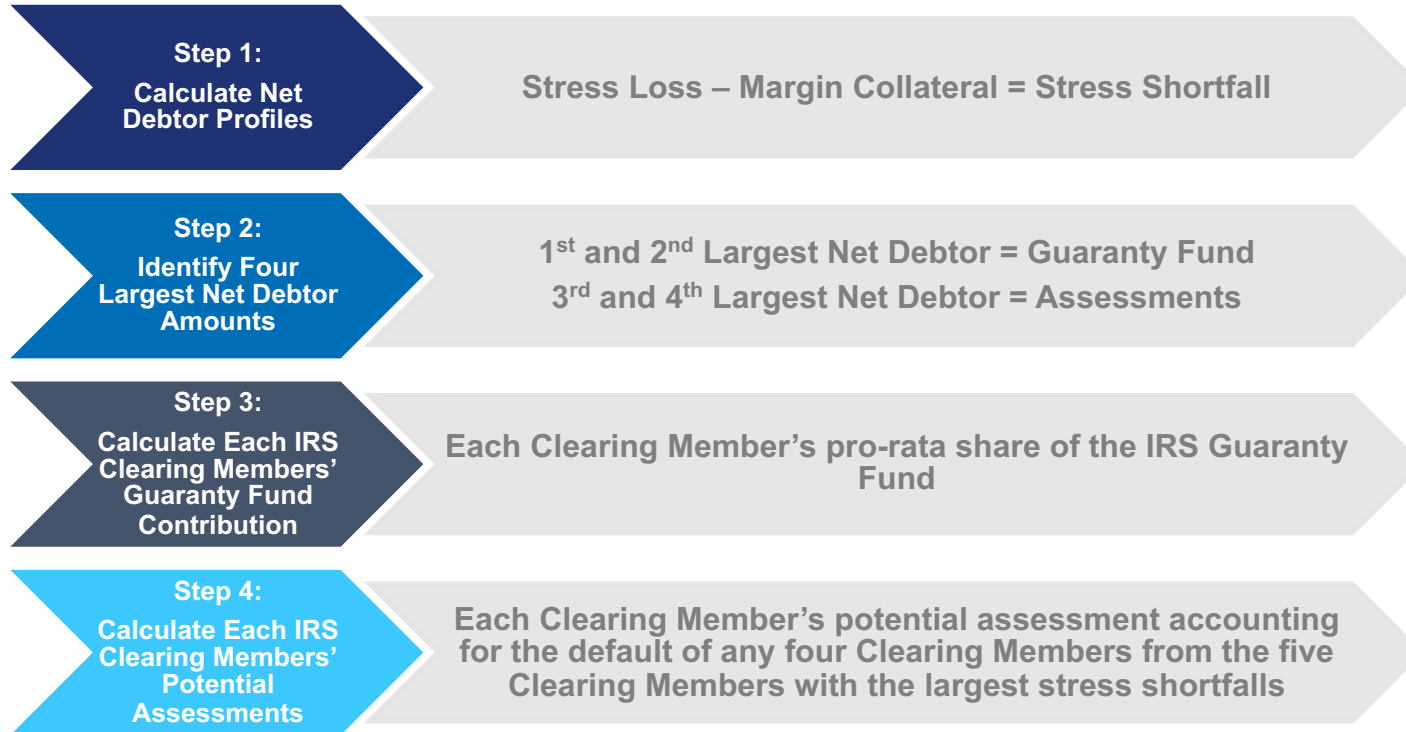 Step 1:
Calculate Net
Debtor Profiles
Stress Loss – Margin Collateral = Stress Shortfall
Step 2:
Identify Four
Largest Net Debtor
Amounts
1st and 2nd Largest Net Debtor = Guaranty Fund
3rd and 4th Largest Net Debtor = Assessments
Step 3:
Calculate Each IRS
Clearing Members’
Guaranty Fund
Contribution
Each Clearing Member’s pro-rata share of the IRS Guaranty
Fund
Step 4:
Calculate Each IRS
Clearing Members’
Potential
Assessments
Each Clearing Member’s potential assessment accounting
for the default of any four Clearing Members from the five
Clearing Members with the largest stress shortfalls